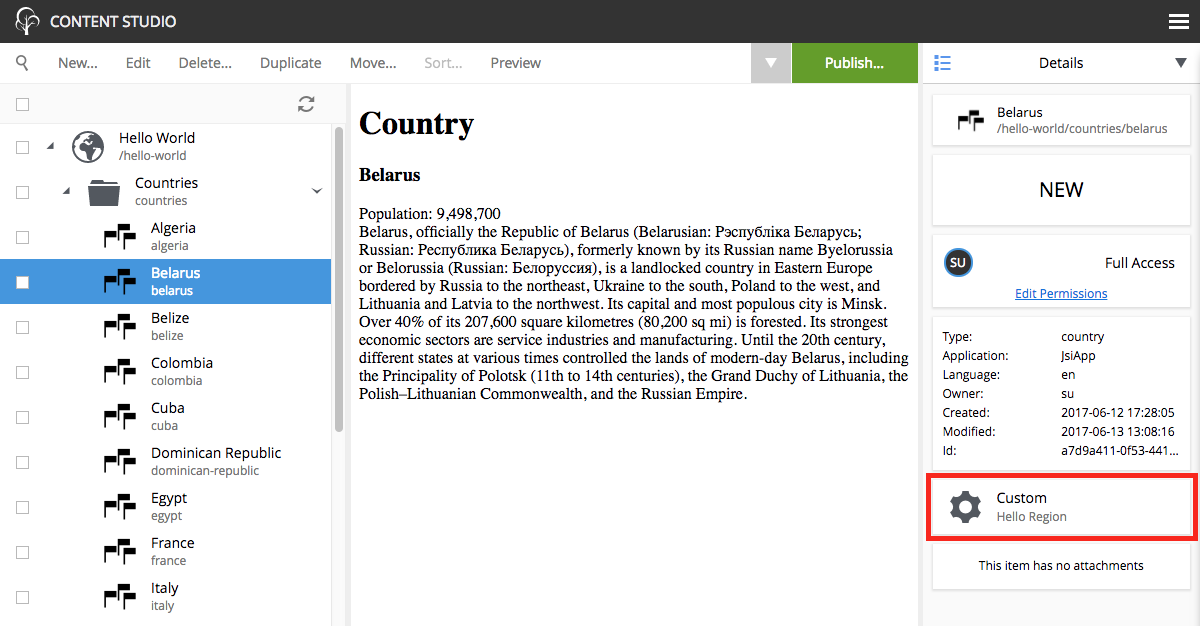 CONTENT STUDIO
New... Edit Delete... Duplicate Move... Sort... Preview Publish... Details
Hello World
/hello-world
Countries
countries
Algeria
algeria
Belarus
belarus
Belize
belize
Colombia
colombia
Cuba
cuba
Dominican Republic
dominican-republic
Egypt
egypt
France
france
Italy
italy
Country
Belarus
Population: 9,498,700
Belarus, officially the Republic of Belarus (Belarusian: Рэспубліка Беларусь;
Russian: Республика Беларусь), formerly known by its Russian name Byelorussia
or Belorussia (Russian: Белоруссия), is a landlocked country in Eastern Europe
bordered by Russia to the northeast, Ukraine to the south, Poland to the west, and
Lithuania and Latvia to the northwest. Its capital and most populous city is Minsk.
Over 40% of its 207,600 square kilometres (80,200 sq mi) is forested. Its strongest
economic sectors are service industries and manufacturing. Until the 20th century,
different states at various times controlled the lands of modern-day Belarus, including
the Principality of Polotsk (11th to 14th centuries), the Grand Duchy of Lithuania, the
Polish–Lithuanian Commonwealth, and the Russian Empire.
Belarus
/hello-world/countries/belarus
NEW
SU Full Access
Edit Permissions
Type: country
Application: JsiApp
Language: en
Owner: su
Created: 2017-06-12 17:28:05
Modified: 2017-06-13 13:08:16
Id: a7d9a411-0f53-441...
Custom
Hello Region
This item has no attachments